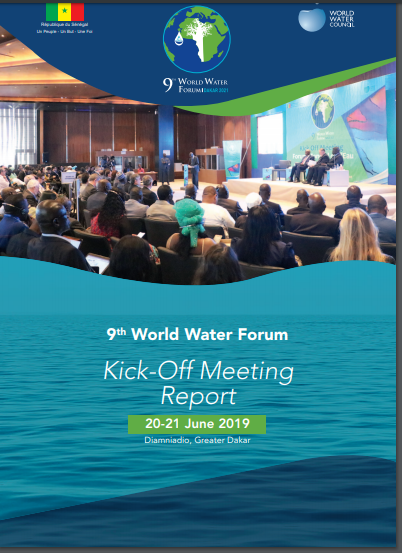 République du Sénégal
Un Peuple - Un But - Une Foi
WORLD
WATER
COUNCIL
9th WORLD WATER
FORUM DAKAR 2021
9th World Water Forum
Kick-Off Meeting
Report
20-21 June 2019
Diamniadio, Greater Dakar